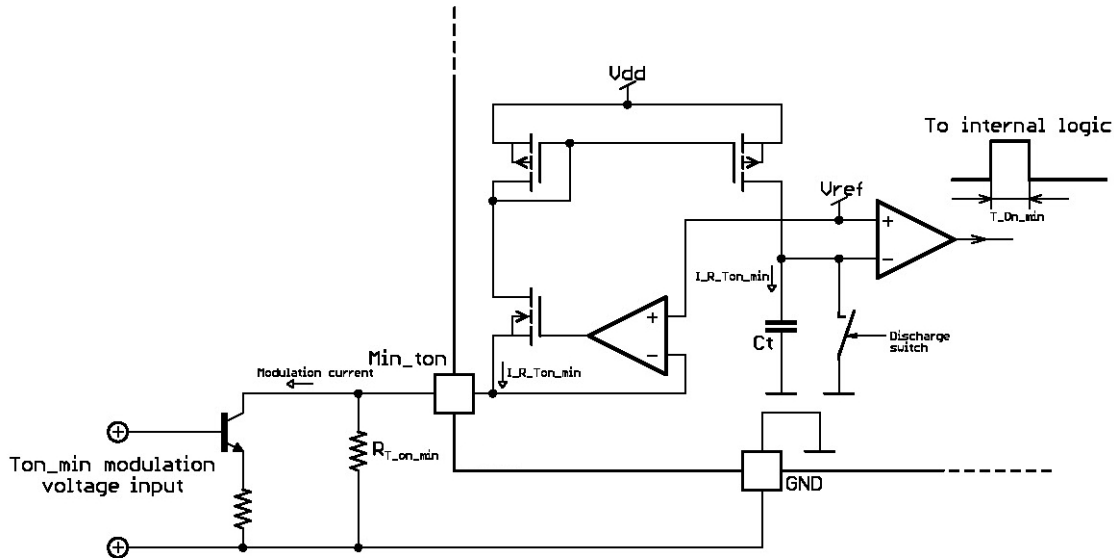 Vdd
To internal logic
Vref
T_On_min
+
−
I_R_Ton_min
+
−
Ct
Discharge
switch
Min_ton
I_R_Ton_min
Modulation current
Ton_min modulation
voltage input
RT_on_min
GND